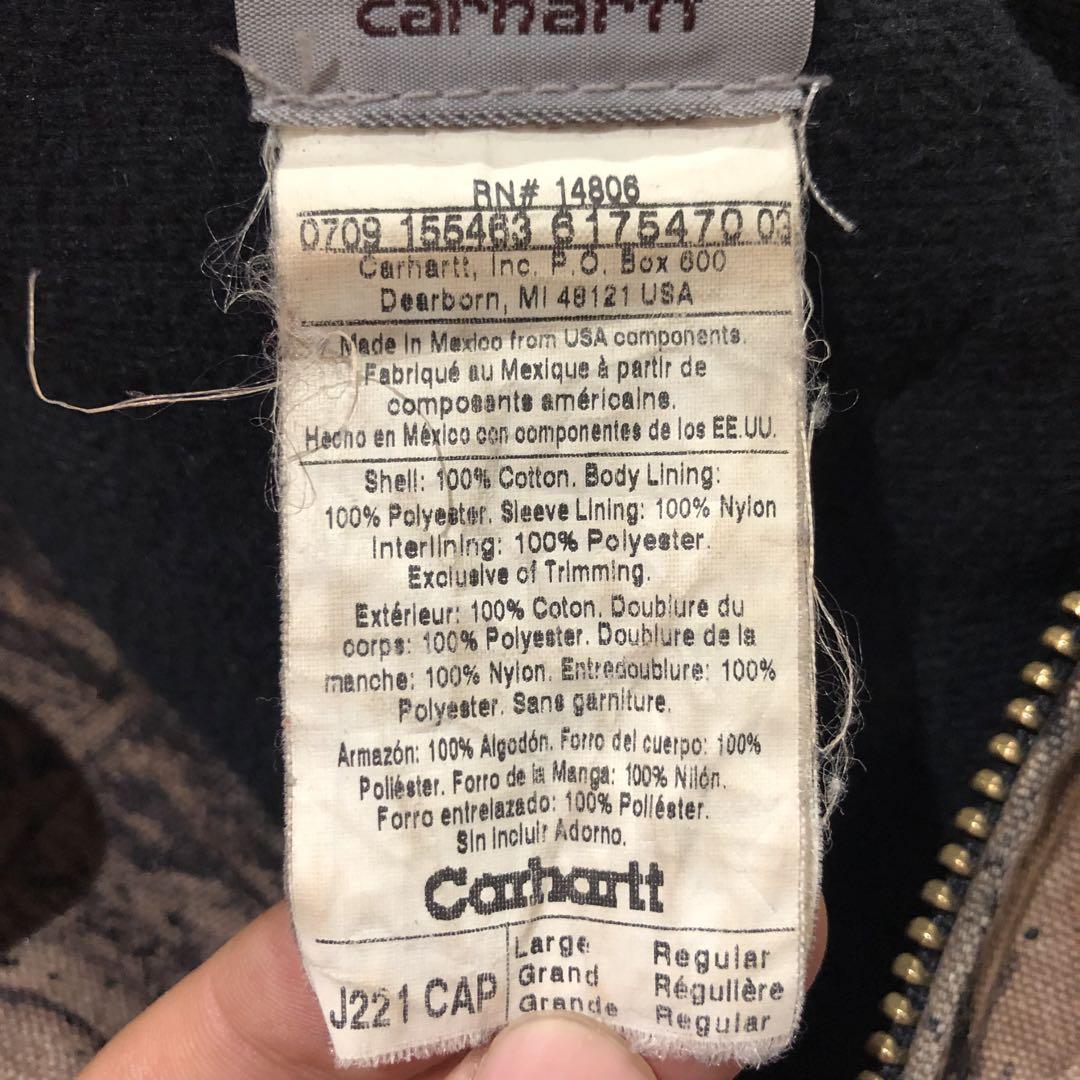 carhartt
RN# 14806
0709 155463 6175470 03
Carhartt, Inc. P.O. Box 600
Dearborn, MI 48121 USA
Made in Mexico from USA components.
Fabriqué au Mexique à partir de
composants américaine.
Hecho en México con componentes de los EE.UU.
Shell: 100% Cotton. Body Lining:
100% Polyester. Sleeve Lining: 100% Nylon
Interlining: 100% Polyester.
Exclusive of Trimming.
Extérieur: 100% Coton. Doublure du
corps: 100% Polyester. Doublure de la
manche: 100% Nylon. Entredoublure: 100%
Polyester. Sans garniture.
Armazón: 100% Algodón. Forro del cuerpo: 100%
Poliéster. Forro de la Manga: 100% Nilón.
Forro entrelazado: 100% Poliéster.
Sin Incluir Adorno.
Carhartt
J221 CAP
Large Regular
Grand Régulière
Grande Regular